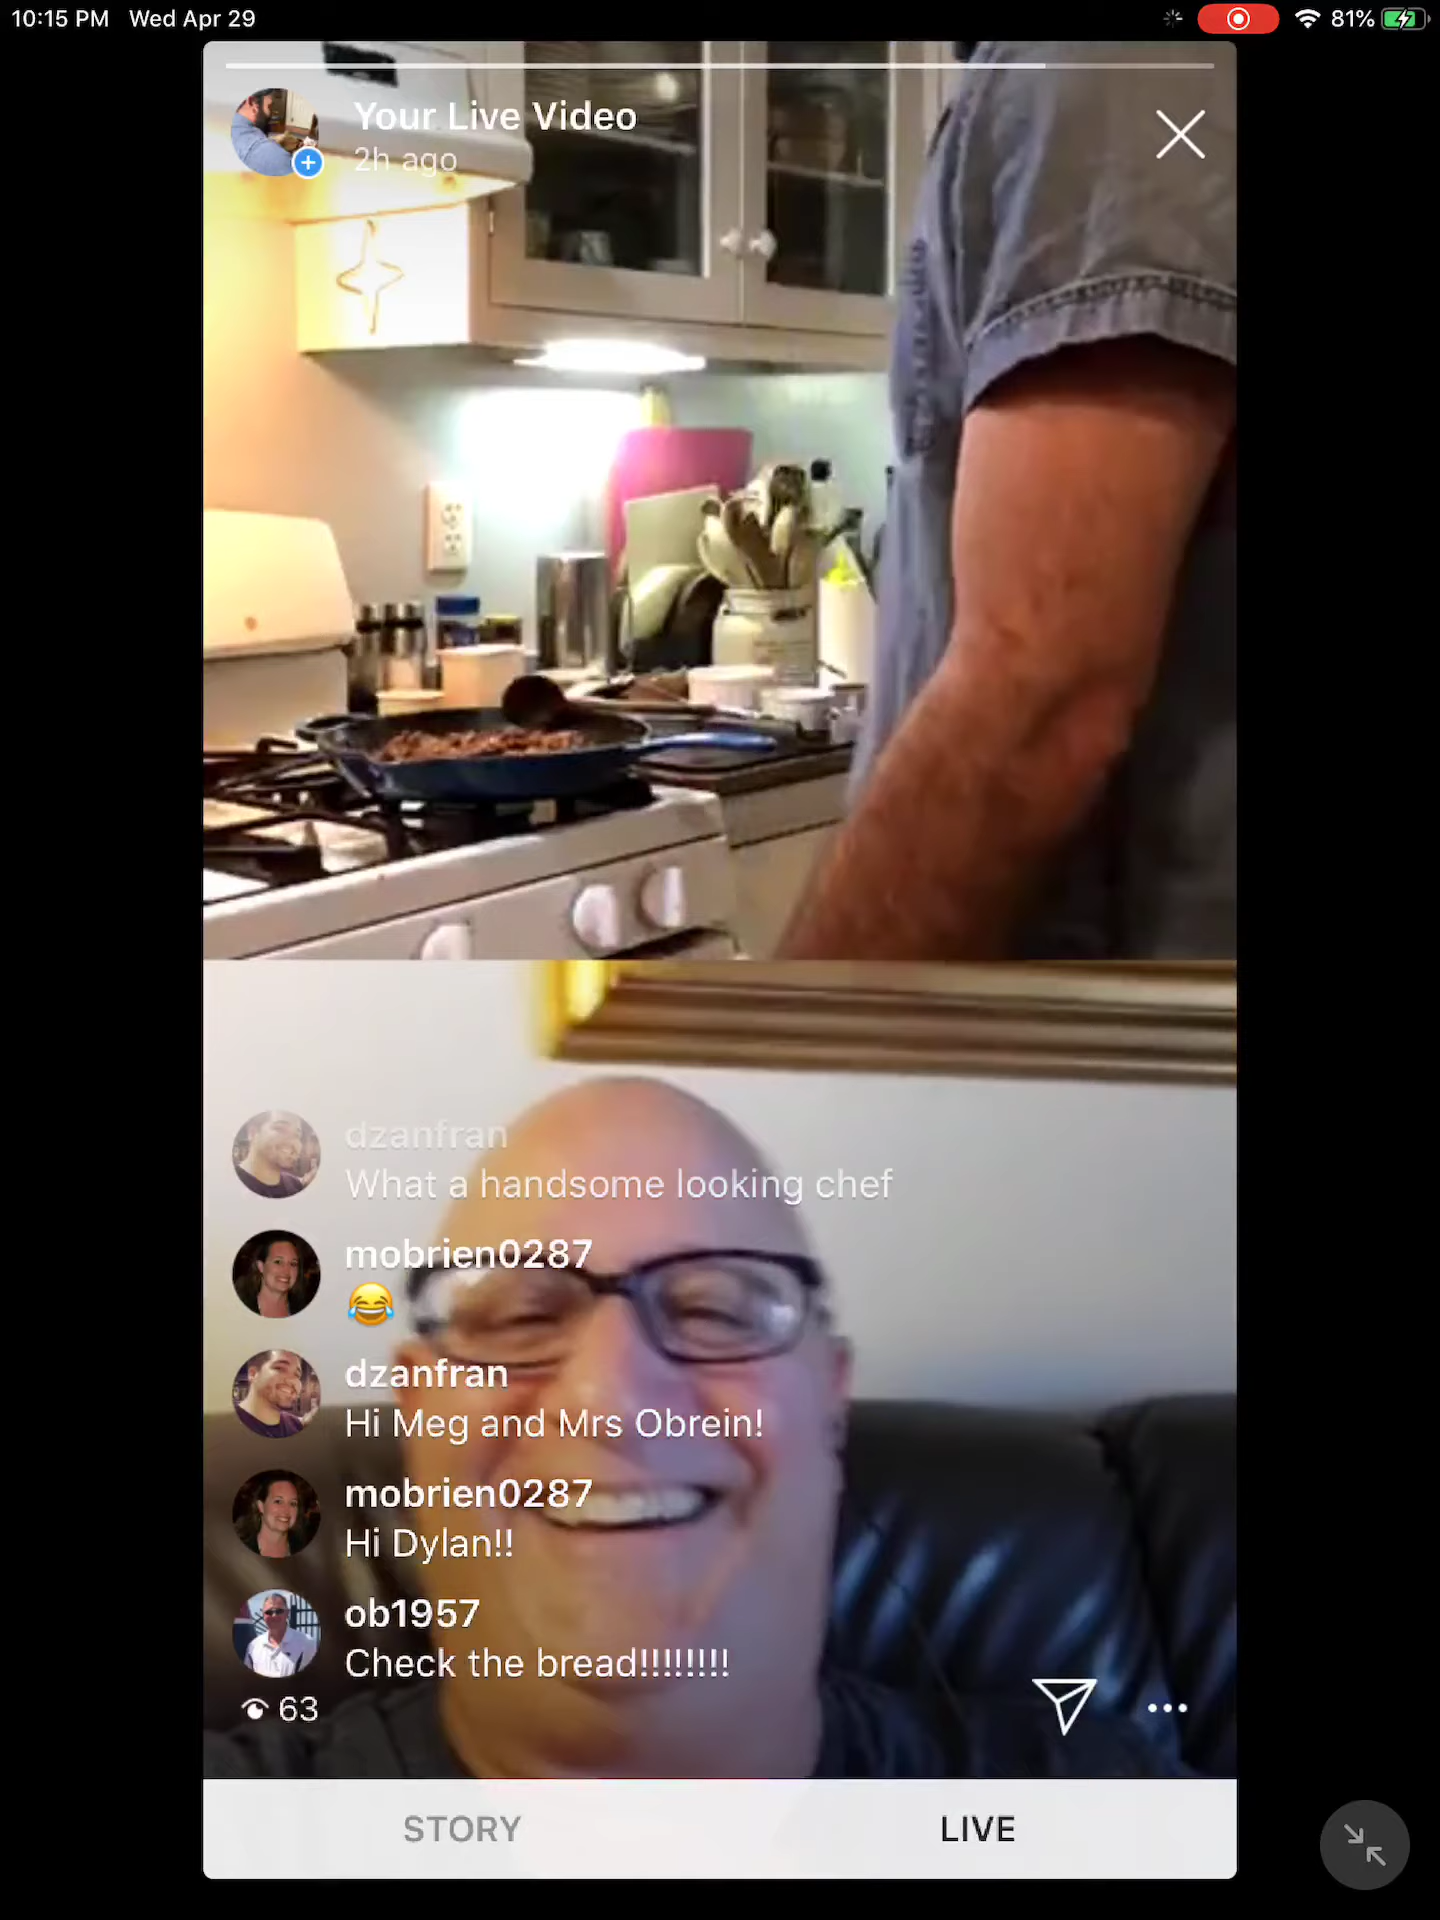 10:15 PM Wed Apr 29
81%
Your Live Video
2h ago
dzanfran
What a handsome looking chef
mobrien0287
😂
dzanfran
Hi Meg and Mrs Obrein!
mobrien0287
Hi Dylan!!
ob1957
Check the bread!!!!!!!!
63
STORY
LIVE